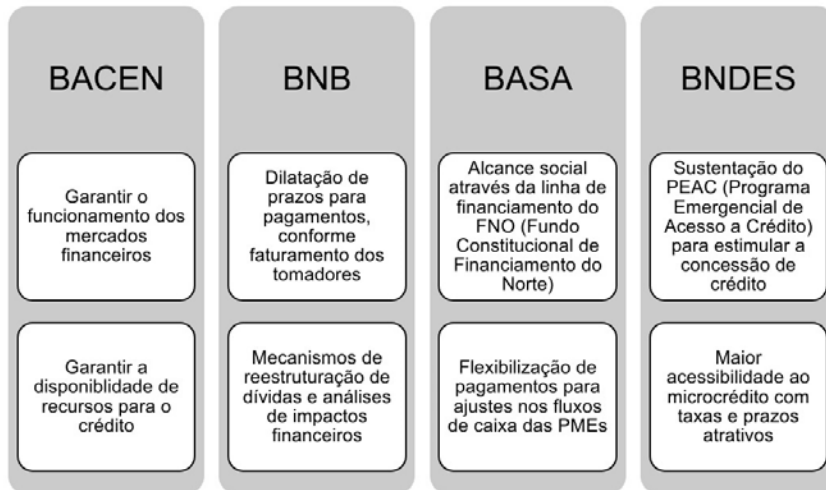 BACEN
Garantir o
funcionamento dos
mercados
financeiros
Garantir a
disponiblidade de
recursos para o
crédito
BNB
Dilatação de
prazos para
pagamentos,
conforme
faturamento dos
tomadores
Mecanismos de
reestruturação de
dívidas e análises
de impactos
financeiros
BASA
Alcance social
através da linha de
financiamento do
FNO (Fundo
Constitucional de
Financiamento do
Norte)
Flexibilização de
pagamentos para
ajustes nos fluxos
de caixa das PMEs
BNDES
Sustentação do
PEAC (Programa
Emergencial de
Acesso a Crédito)
para estimular a
concessão de
crédito
Maior
acessibilidade ao
microcrédito com
taxas e prazos
atrativos